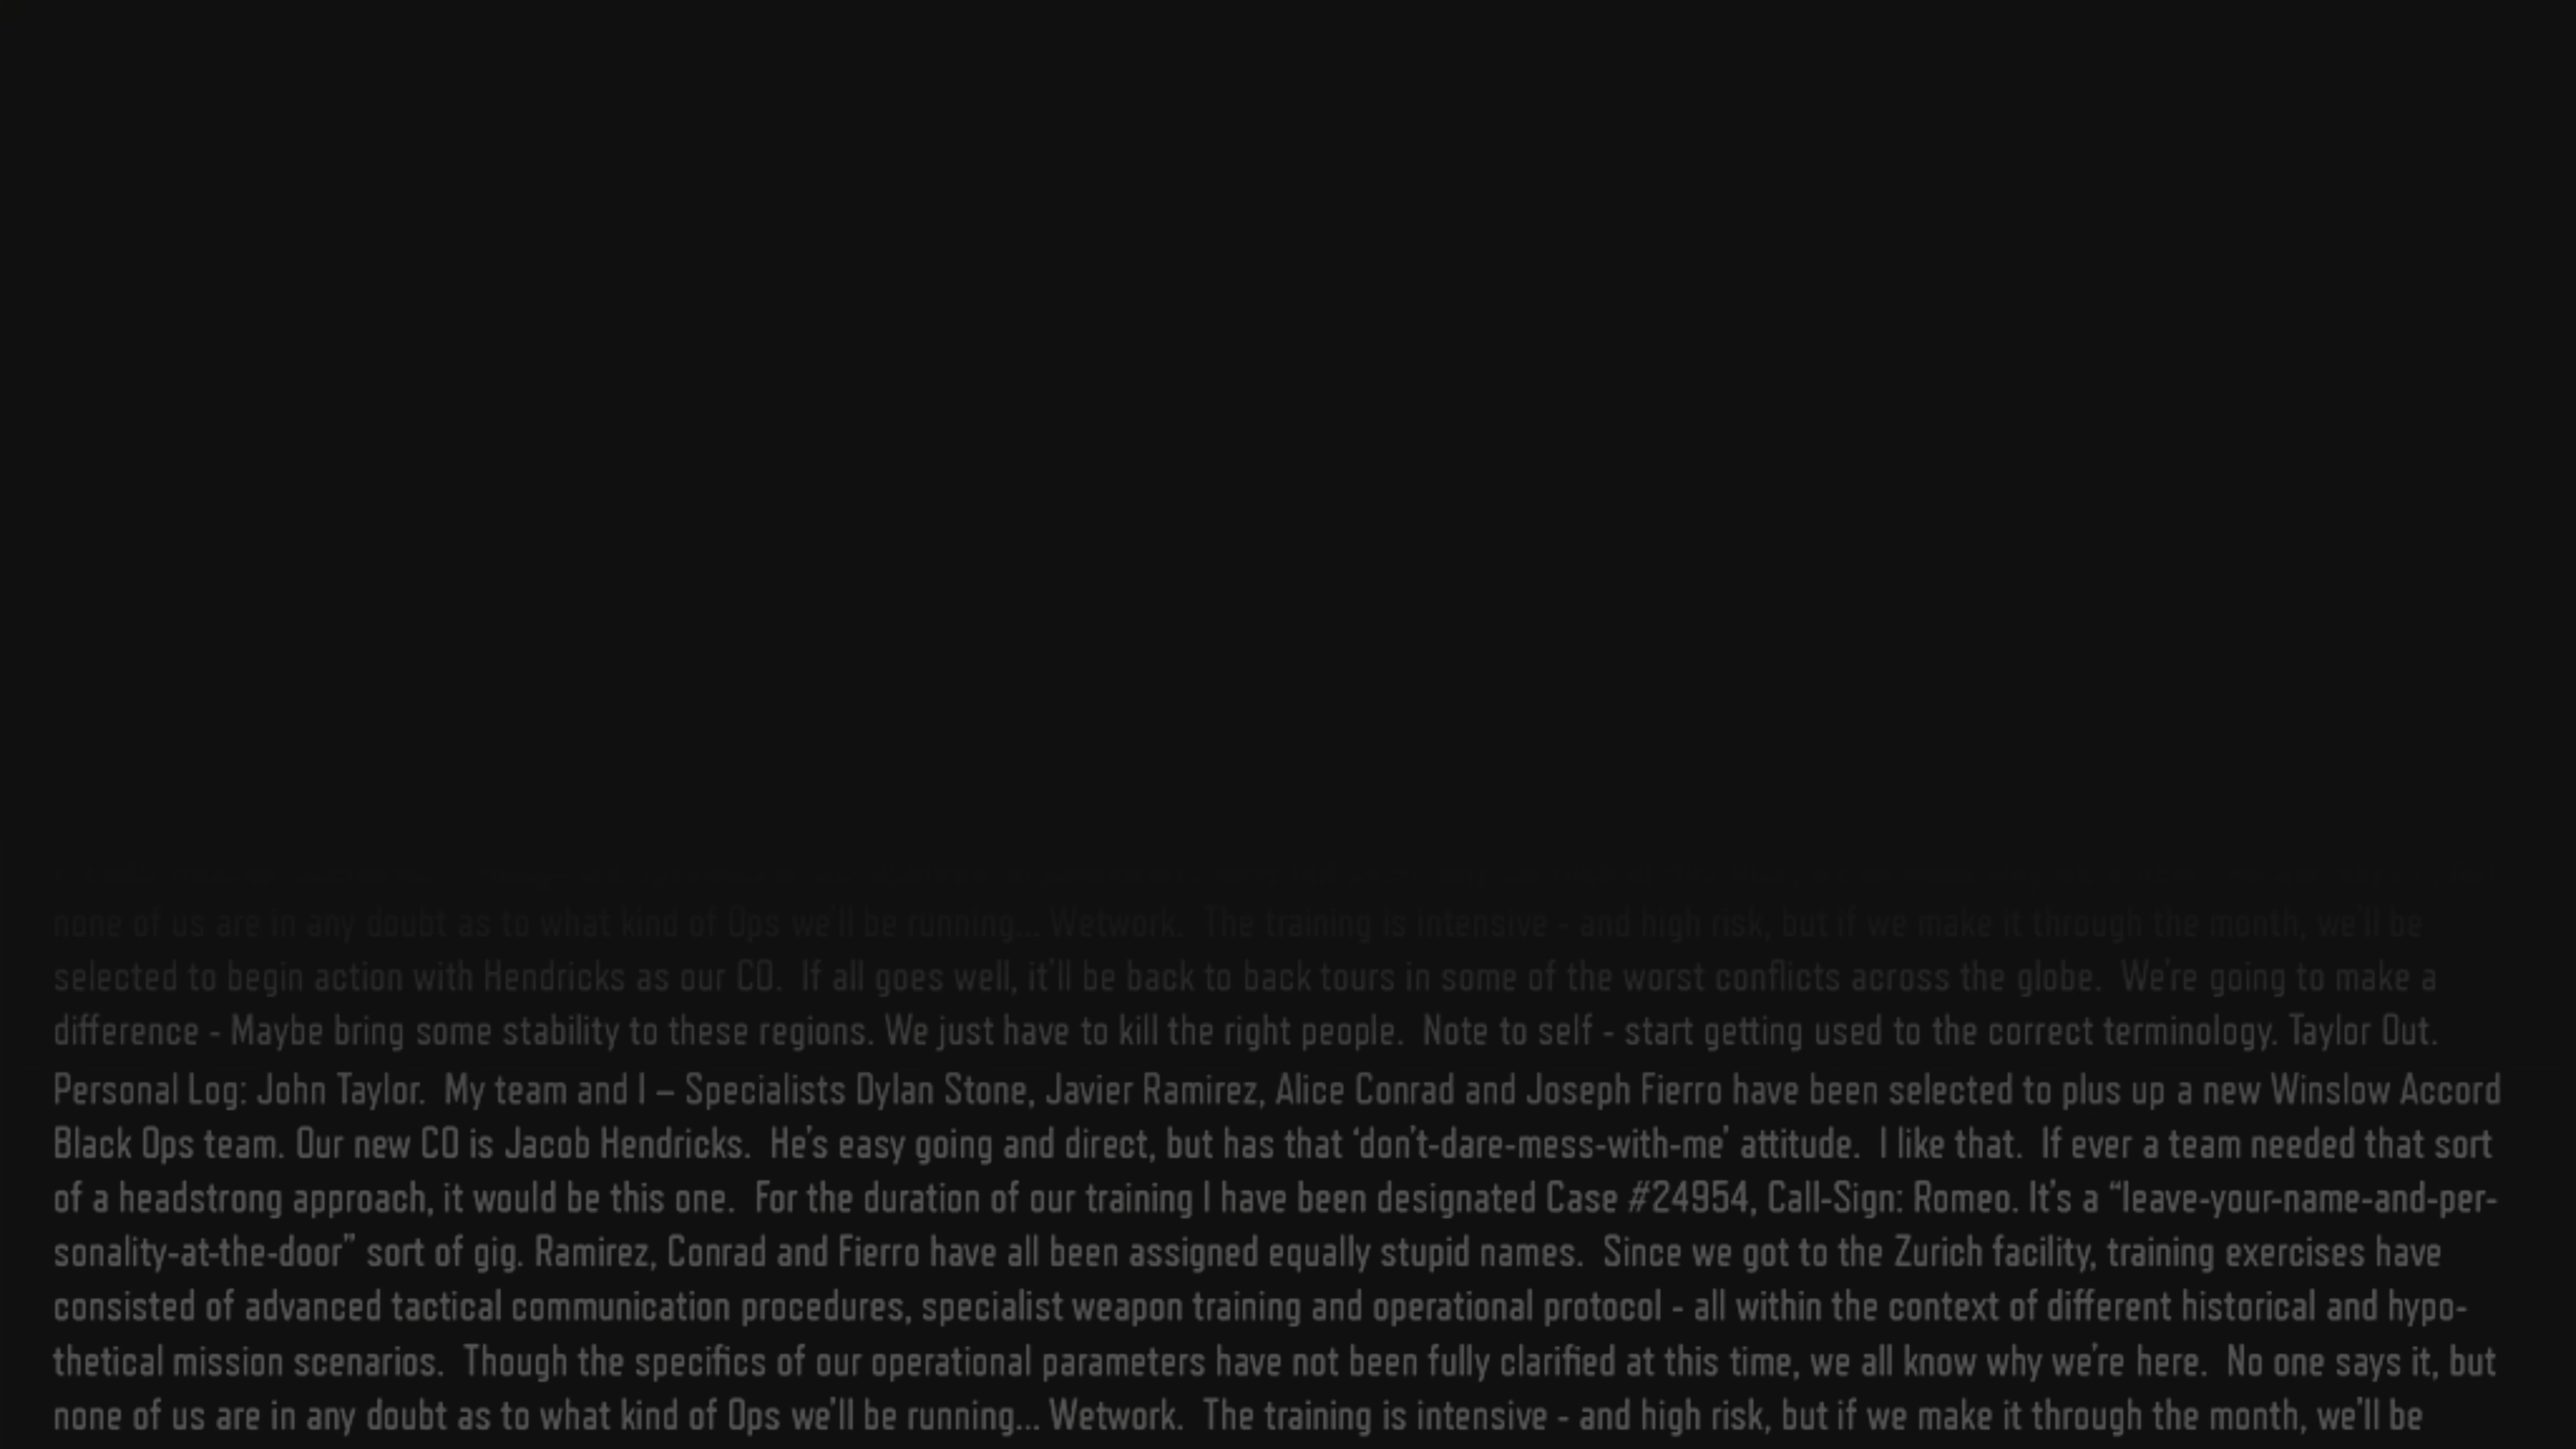 none of us are in any doubt as to what kind of Ops we'll be running... Wetwork.  The training is intensive - and high risk, but if we make it through the month, we'll be
selected to begin action with Hendricks as our CO.  If all goes well, it'll be back to back tours in some of the worst conflicts across the globe.  We're going to make a
difference - Maybe bring some stability to these regions. We just have to kill the right people.  Note to self - start getting used to the correct terminology. Taylor Out.
Personal Log: John Taylor.  My team and I – Specialists Dylan Stone, Javier Ramirez, Alice Conrad and Joseph Fierro have been selected to plus up a new Winslow Accord
Black Ops team. Our new CO is Jacob Hendricks.  He's easy going and direct, but has that ‘don't-dare-mess-with-me’ attitude.  I like that.  If ever a team needed that sort
of a headstrong approach, it would be this one.  For the duration of our training I have been designated Case #24954, Call-Sign: Romeo. It's a “leave-your-name-and-per-
sonality-at-the-door” sort of gig. Ramirez, Conrad and Fierro have all been assigned equally stupid names.  Since we got to the Zurich facility, training exercises have
consisted of advanced tactical communication procedures, specialist weapon training and operational protocol - all within the context of different historical and hypo-
thetical mission scenarios.  Though the specifics of our operational parameters have not been fully clarified at this time, we all know why we're here.  No one says it, but
none of us are in any doubt as to what kind of Ops we'll be running... Wetwork.  The training is intensive - and high risk, but if we make it through the month, we'll be